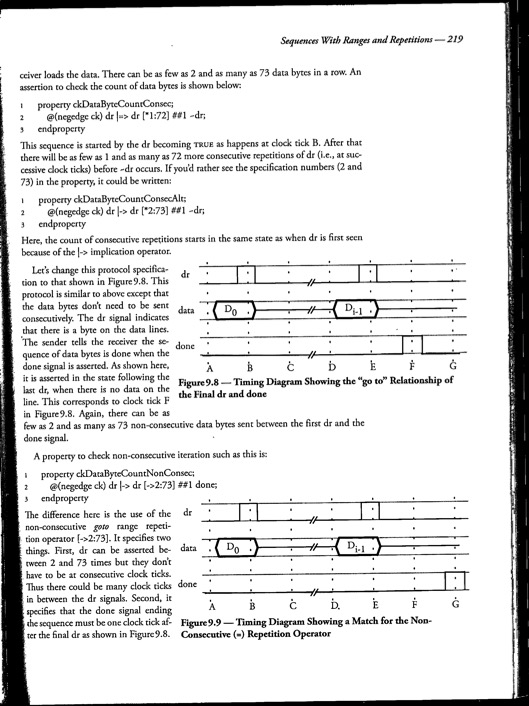 Sequences With Ranges and Repetitions — 219
ceiver loads the data. There can be as few as 2 and as many as 73 data bytes in a row. An
assertion to check the count of data bytes is shown below:
1 property ckDataByteCountConsec;
2 @(negedge ck) dr |=> dr [*1:72] ##1 ~dr;
3 endproperty
This sequence is started by the dr becoming TRUE as happens at clock tick B. After that
there will be as few as 1 and as many as 72 more consecutive repetitions of dr (i.e., at suc-
cessive clock ticks) before ~dr occurs. If you'd rather see the specification numbers (2 and
73) in the property, it could be written:
1 property ckDataByteCountConsecAlt;
2 @(negedge ck) dr |-> dr [*2:73] ##1 ~dr;
3 endproperty
Here, the count of consecutive repetitions starts in the same state as when dr is first seen
because of the |-> implication operator.
Let's change this protocol specifica-
tion to that shown in Figure 9.8. This
protocol is similar to above except that
the data bytes don't need to be sent
consecutively. The dr signal indicates
that there is a byte on the data lines.
The sender tells the receiver the se-
quence of data bytes is done when the
done signal is asserted. As shown here,
it is asserted in the state following the
last dr, when there is no data on the
line. This corresponds to clock tick F
in Figure 9.8. Again, there can be as
dr
data D0 Di-1
done
A B C D E F G
Figure 9.8 — Timing Diagram Showing the "go to" Relationship of
the Final dr and done
few as 2 and as many as 73 non-consecutive data bytes sent between the first dr and the
done signal.
A property to check non-consecutive iteration such as this is:
1 property ckDataByteCountNonConsec;
2 @(negedge ck) dr |-> dr [->2:73] ##1 done;
3 endproperty
The difference here is the use of the
non-consecutive goto range repeti-
tion operator [->2:73]. It specifies two
things. First, dr can be asserted be-
tween 2 and 73 times but they don't
have to be at consecutive clock ticks.
Thus there could be many clock ticks
in between the dr signals. Second, it
specifies that the done signal ending
the sequence must be one clock tick af-
ter the final dr as shown in Figure 9.8.
dr
data D0 Di-1
done
A B C D E F G
Figure 9.9 — Timing Diagram Showing a Match for the Non-
Consecutive (=) Repetition Operator